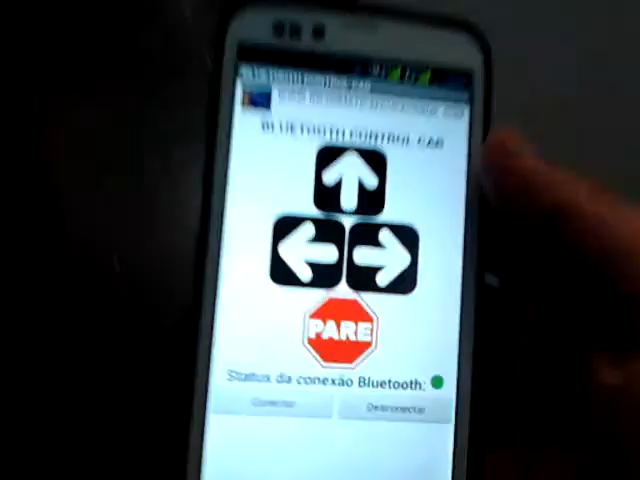 BLUETOOTH CONTROL CAR
PARE
Status da conexão Bluetooth:
Conectar
Desconectar